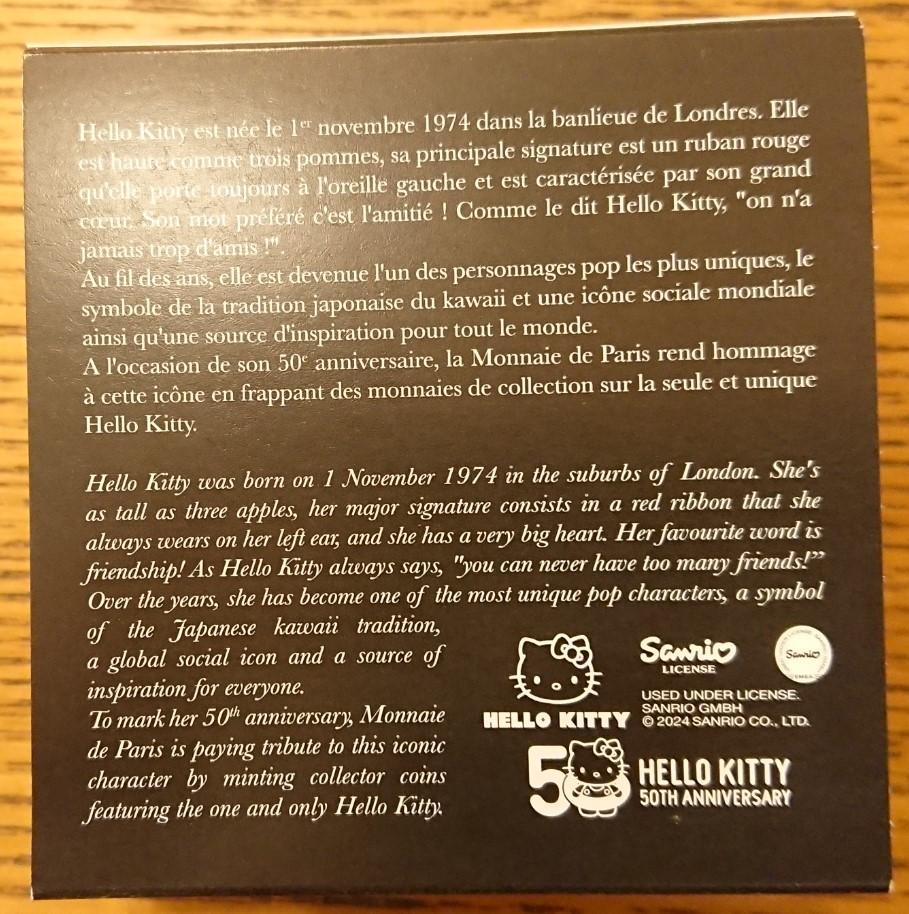 Hello Kitty est née le 1er novembre 1974 dans la banlieue de Londres. Elle
est haute comme trois pommes, sa principale signature est un ruban rouge
qu'elle porte toujours à l'oreille gauche et est caractérisée par son grand
cœur. Son mot préféré c'est l'amitié ! Comme le dit Hello Kitty, "on n'a
jamais trop d'amis !".
Au fil des ans, elle est devenue l'un des personnages pop les plus uniques, le
symbole de la tradition japonaise du kawaii et une icône sociale mondiale
ainsi qu'une source d'inspiration pour tout le monde.
A l'occasion de son 50e anniversaire, la Monnaie de Paris rend hommage
à cette icône en frappant des monnaies de collection sur la seule et unique
Hello Kitty.
Hello Kitty was born on 1 November 1974 in the suburbs of London. She's
as tall as three apples, her major signature consists in a red ribbon that she
always wears on her left ear, and she has a very big heart. Her favourite word is
friendship! As Hello Kitty always says, "you can never have too many friends!”
Over the years, she has become one of the most unique pop characters, a symbol
of the Japanese kawaii tradition,
a global social icon and a source of
inspiration for everyone.
To mark her 50th anniversary, Monnaie
de Paris is paying tribute to this iconic
character by minting collector coins
featuring the one and only Hello Kitty.
HELLO KITTY
Sanrio
LICENSE
Sanrio
USED UNDER LICENSE.
SANRIO GMBH
© 2024 SANRIO CO., LTD.
50
HELLO KITTY
50TH ANNIVERSARY